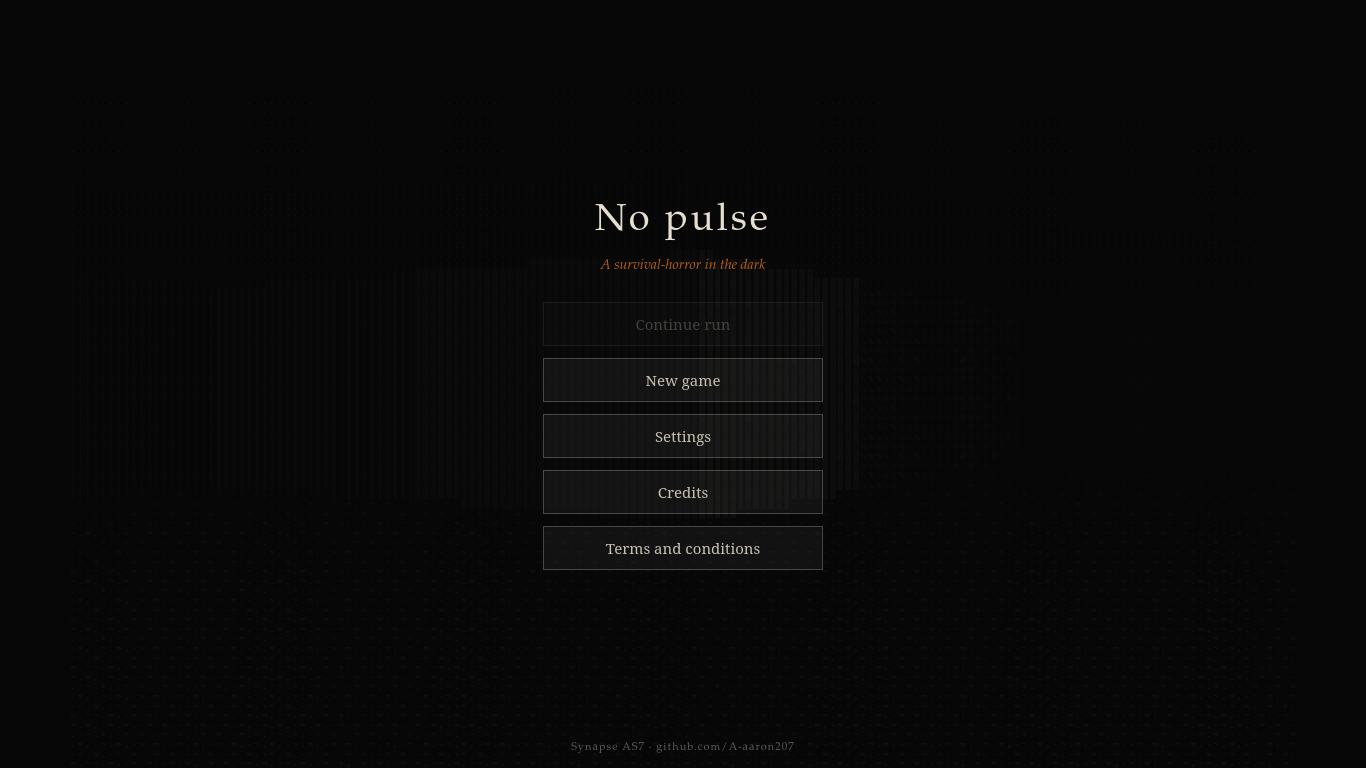 No pulse
A survival-horror in the dark
Continue run
New game
Settings
Credits
Terms and conditions
Synapse AS7 · github.com/A-aaron207